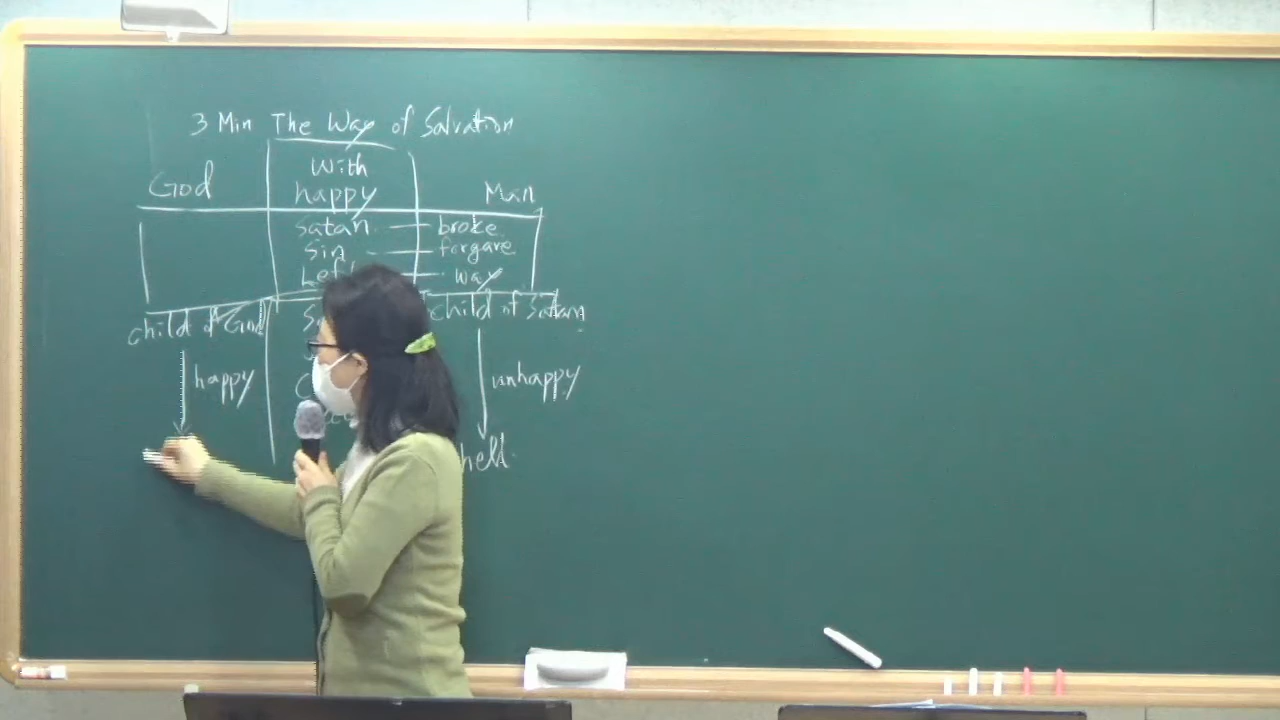 3 Min The Way of Salvation
God With happy Man
Satan — broke
Sin — forgave
Left — way
child of God
child of Satan
happy
unhappy
hell